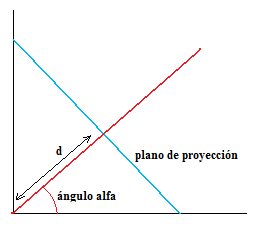 d
plano de proyección
ángulo alfa